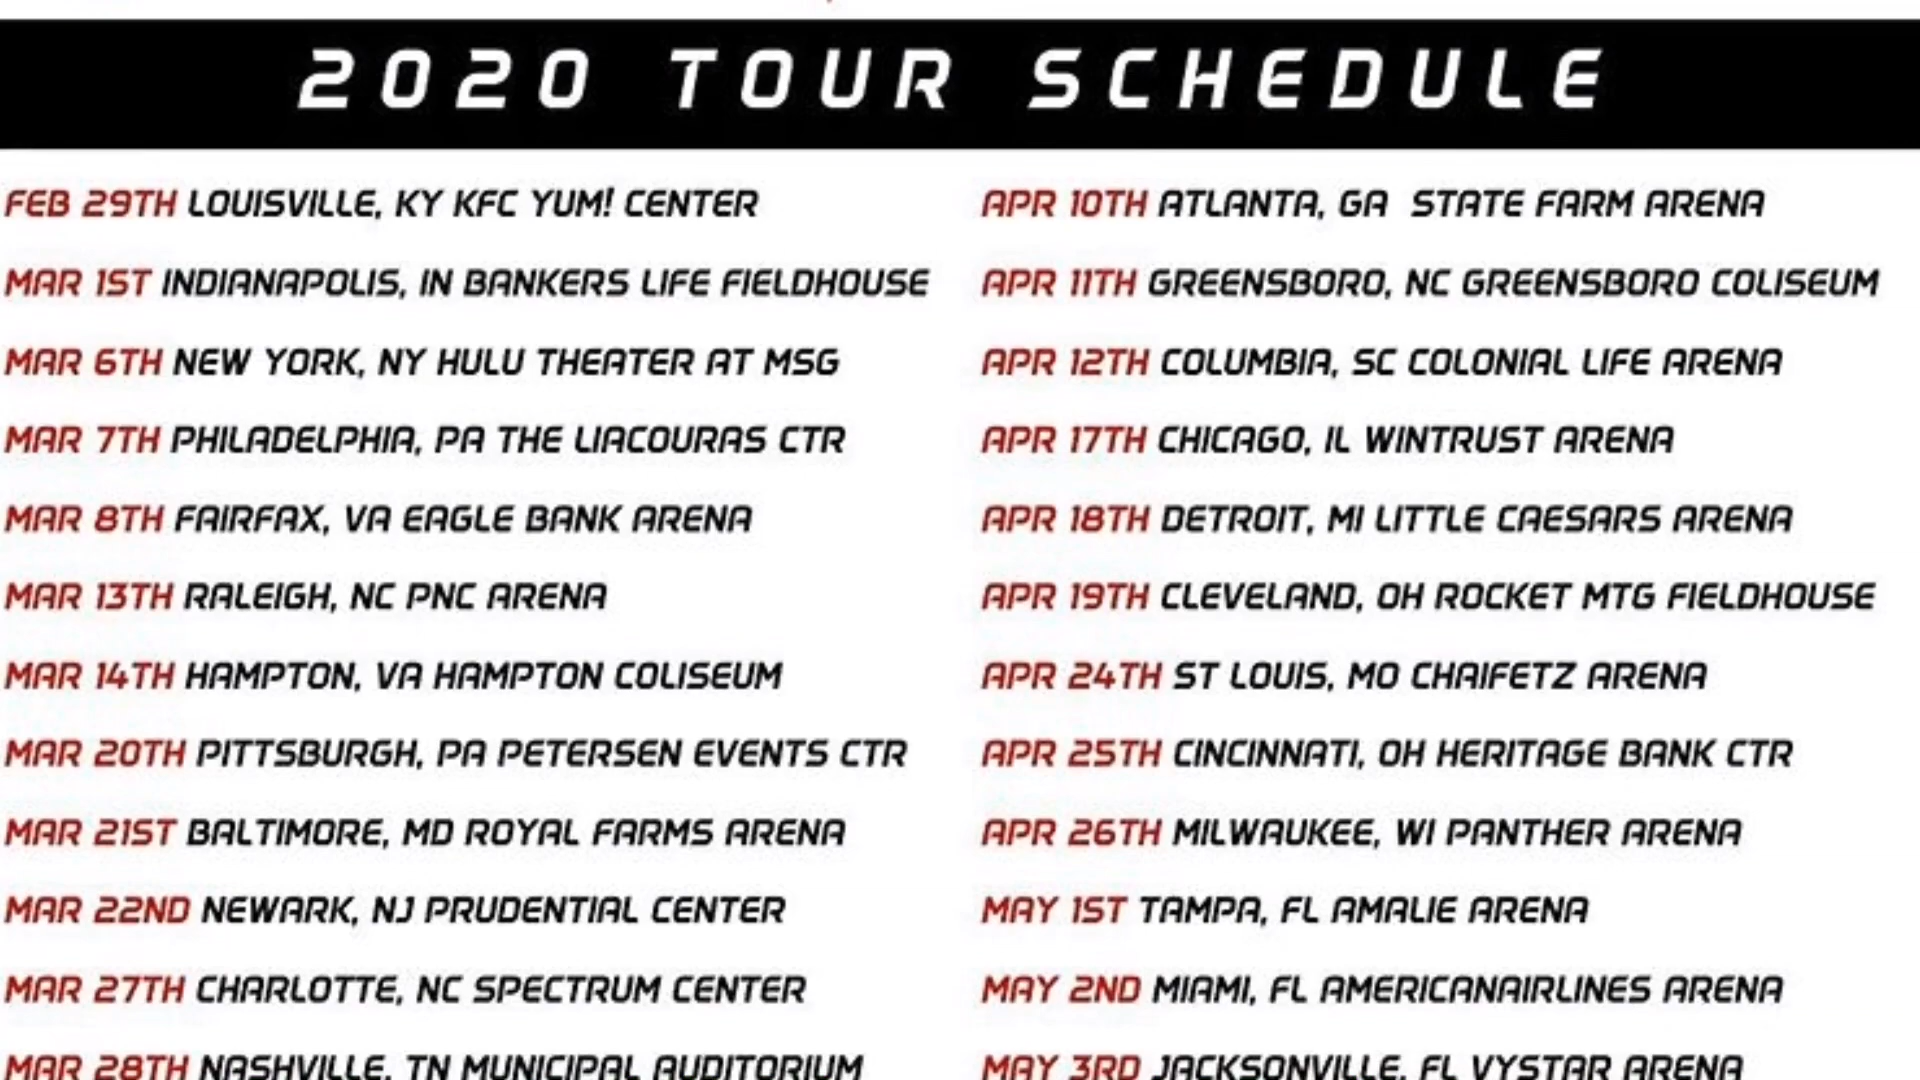 2020 TOUR SCHEDULE
FEB 29TH LOUISVILLE, KY KFC YUM! CENTER
MAR 1ST INDIANAPOLIS, IN BANKERS LIFE FIELDHOUSE
MAR 6TH NEW YORK, NY HULU THEATER AT MSG
MAR 7TH PHILADELPHIA, PA THE LIACOURAS CTR
MAR 8TH FAIRFAX, VA EAGLE BANK ARENA
MAR 13TH RALEIGH, NC PNC ARENA
MAR 14TH HAMPTON, VA HAMPTON COLISEUM
MAR 20TH PITTSBURGH, PA PETERSEN EVENTS CTR
MAR 21ST BALTIMORE, MD ROYAL FARMS ARENA
MAR 22ND NEWARK, NJ PRUDENTIAL CENTER
MAR 27TH CHARLOTTE, NC SPECTRUM CENTER
MAR 28TH NASHVILLE, TN MUNICIPAL AUDITORIUM
APR 10TH ATLANTA, GA STATE FARM ARENA
APR 11TH GREENSBORO, NC GREENSBORO COLISEUM
APR 12TH COLUMBIA, SC COLONIAL LIFE ARENA
APR 17TH CHICAGO, IL WINTRUST ARENA
APR 18TH DETROIT, MI LITTLE CAESARS ARENA
APR 19TH CLEVELAND, OH ROCKET MTG FIELDHOUSE
APR 24TH ST LOUIS, MO CHAIFETZ ARENA
APR 25TH CINCINNATI, OH HERITAGE BANK CTR
APR 26TH MILWAUKEE, WI PANTHER ARENA
MAY 1ST TAMPA, FL AMALIE ARENA
MAY 2ND MIAMI, FL AMERICANAIRLINES ARENA
MAY 3RD JACKSONVILLE, FL VYSTAR ARENA